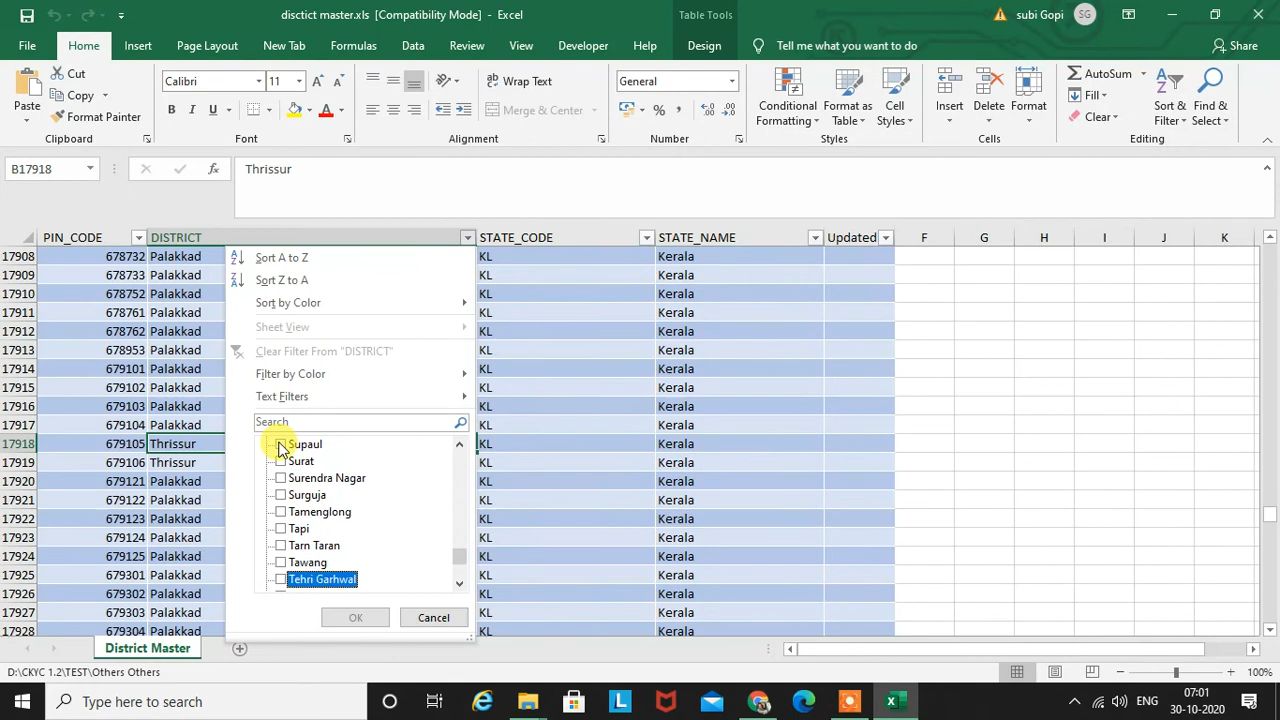 disctict master.xls [Compatibility Mode] - Excel
Table Tools
subi Gopi
SG
File Home Insert Page Layout New Tab Formulas Data Review View Developer Help Design Tell me what you want to do Share
Paste
Cut
Copy
Format Painter
Clipboard
Calibri 11
B I U
Font
Wrap Text
Merge & Center
Alignment
General
Number
Conditional Formatting
Format as Table
Cell Styles
Styles
Insert
Delete
Format
Cells
AutoSum
Fill
Clear
Sort & Filter
Find & Select
Editing
B17918 fx Thrissur
PIN_CODE DISTRICT STATE_CODE STATE_NAME Updated F G H I J K
17908 678732 Palakkad KL Kerala
17909 678733 Palakkad KL Kerala
17910 678752 Palakkad KL Kerala
17911 678761 Palakkad KL Kerala
17912 678762 Palakkad KL Kerala
17913 678953 Palakkad KL Kerala
17914 679101 Palakkad KL Kerala
17915 679102 Palakkad KL Kerala
17916 679103 Palakkad KL Kerala
17917 679104 Palakkad KL Kerala
17918 679105 Thrissur KL Kerala
17919 679106 Thrissur KL Kerala
17920 679121 Palakkad KL Kerala
17921 679122 Palakkad KL Kerala
17922 679123 Palakkad KL Kerala
17923 679124 Palakkad KL Kerala
17924 679125 Palakkad KL Kerala
17925 679301 Palakkad KL Kerala
17926 679302 Palakkad KL Kerala
17927 679303 Palakkad KL Kerala
17928 679304 Palakkad KL Kerala
Sort A to Z
Sort Z to A
Sort by Color
Sheet View
Clear Filter From "DISTRICT"
Filter by Color
Text Filters
Search
Supaul
Surat
Surendra Nagar
Surguja
Tamenglong
Tapi
Tarn Taran
Tawang
Tehri Garhwal
OK Cancel
District Master
D:\CKYC 1.2\TEST\Others Others
100%
Type here to search
ENG
07:01
30-10-2020